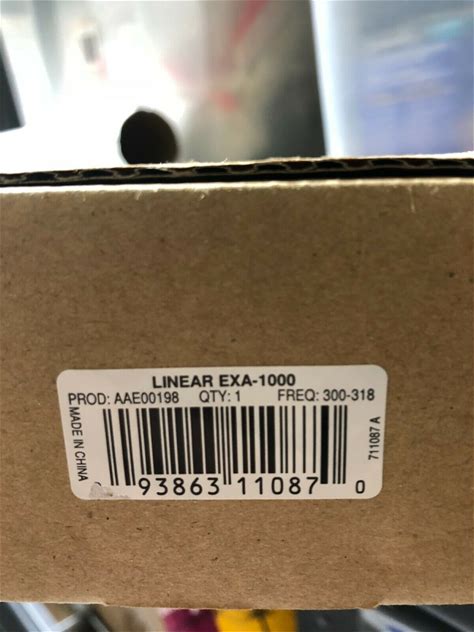 LINEAR EXA-1000
PROD: AAE00198 QTY: 1 FREQ: 300-318
MADE IN CHINA
711087 A
93863 11087 0